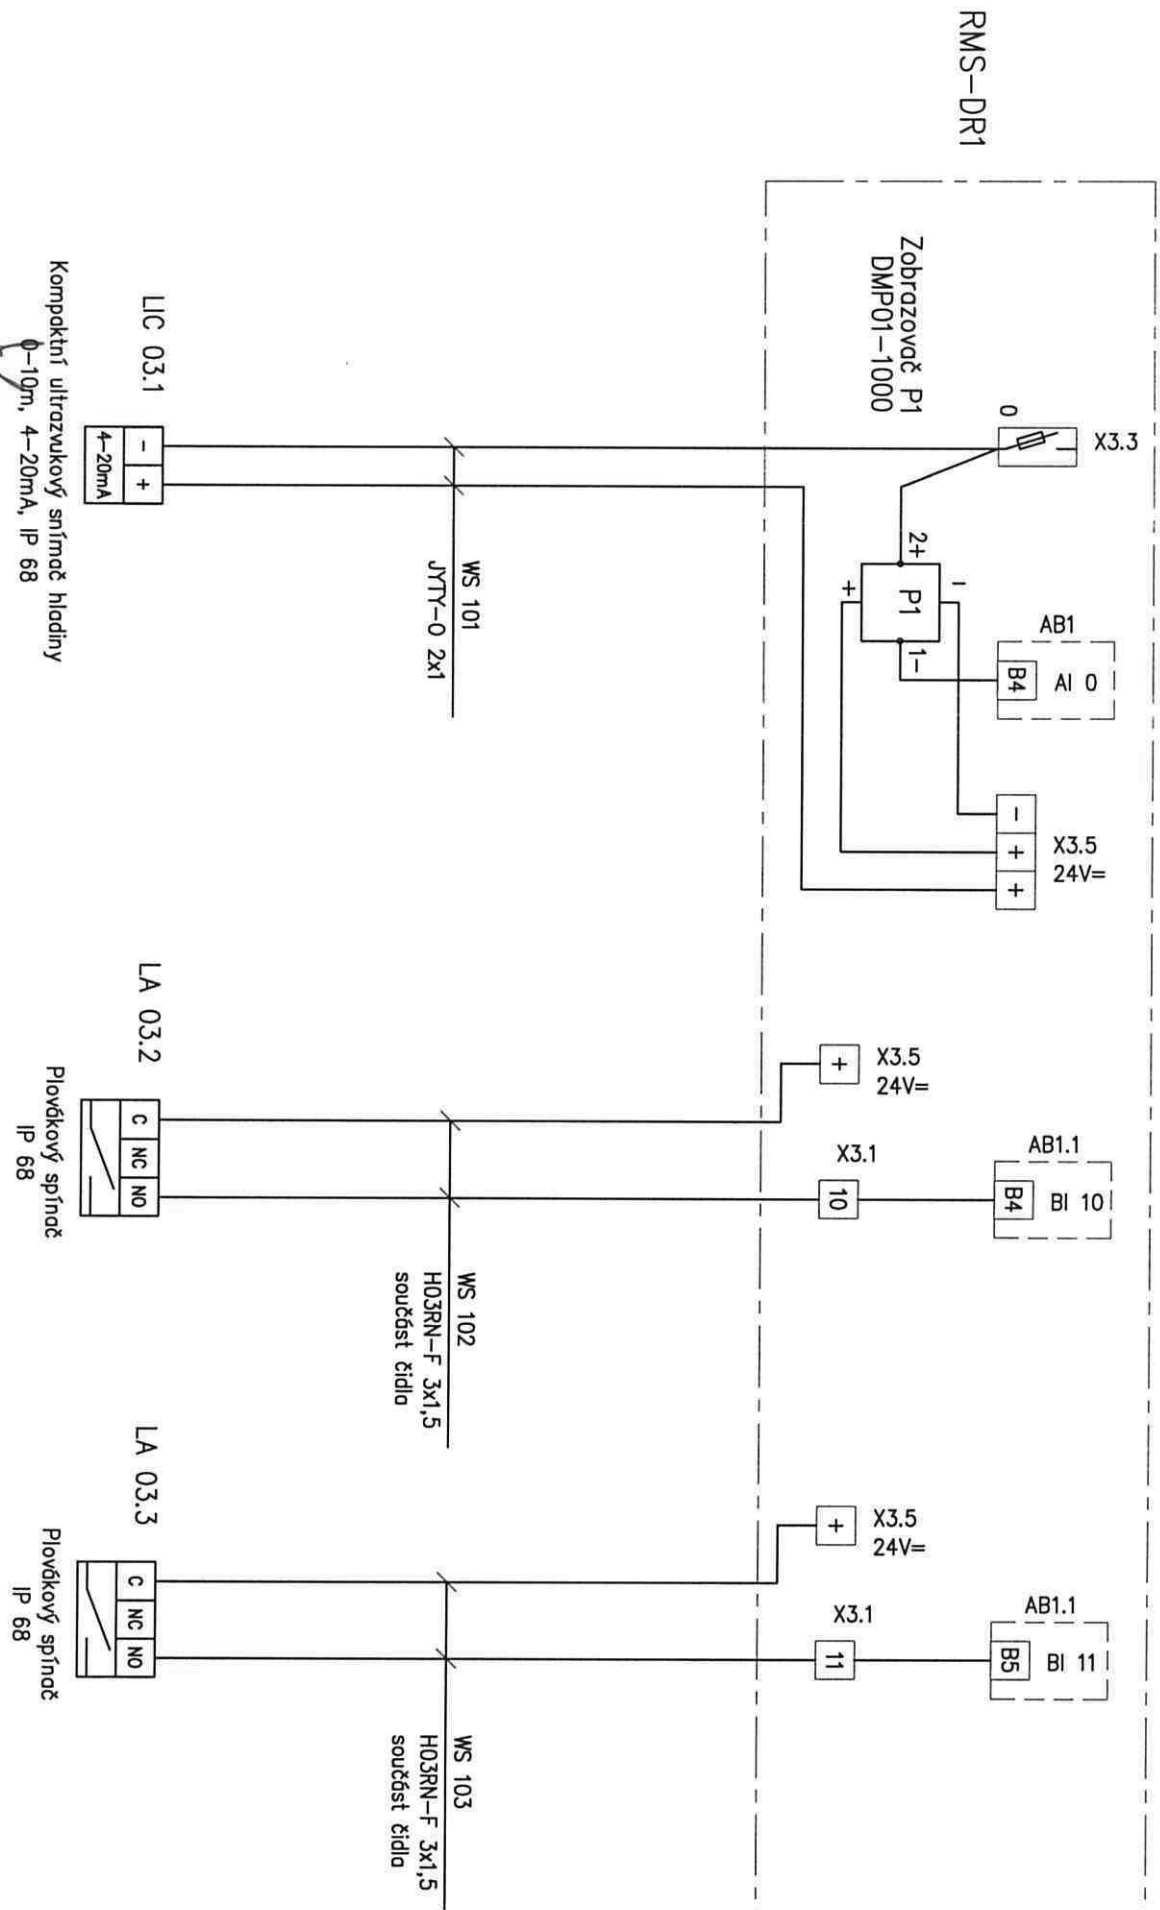 RMS-DR1
X3.3
0
Zobrazovač P1
DMP01-1000
2+
P1
-
+
1-
AB1
AI 0
B4
X3.5
24V=
-
+
+
WS 101
JYTY-O 2x1
LIC 03.1
- +
4-20mA
Kompaktní ultrazvukový snímač hladiny
0-10m, 4-20mA, IP 68
X3.5
24V=
+
AB1.1
BI 10
B4
X3.1
10
WS 102
H03RN-F 3x1,5
součást čidla
LA 03.2
C NC NO
Plovákový spínač
IP 68
X3.5
24V=
+
AB1.1
BI 11
B5
X3.1
11
WS 103
H03RN-F 3x1,5
součást čidla
LA 03.3
C NC NO
Plovákový spínač
IP 68